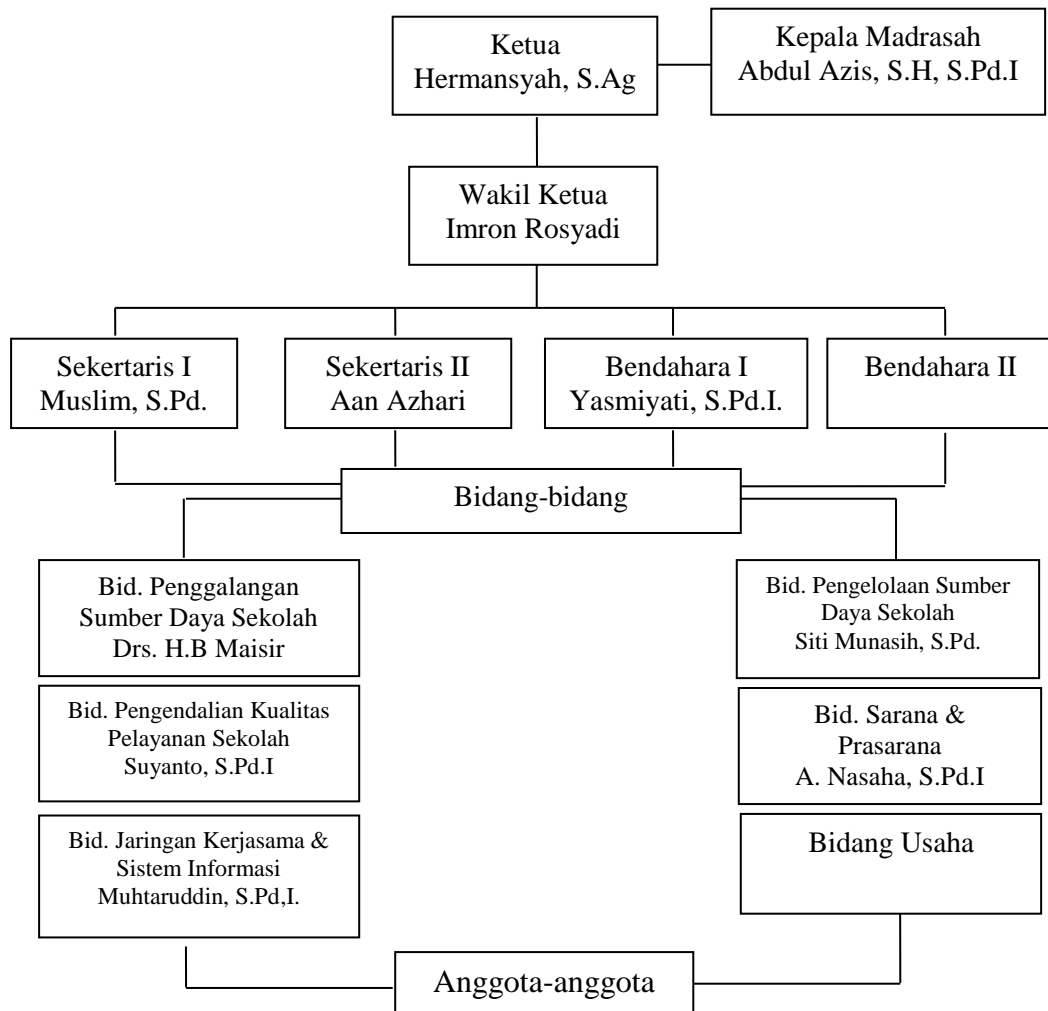 Ketua
Hermansyah, S.Ag
Kepala Madrasah
Abdul Azis, S.H, S.Pd.I
Wakil Ketua
Imron Rosyadi
Sekertaris I
Muslim, S.Pd.
Sekertaris II
Aan Azhari
Bendahara I
Yasmiyati, S.Pd.I.
Bendahara II
Bidang-bidang
Bid. Penggalangan
Sumber Daya Sekolah
Drs. H.B Maisir
Bid. Pengelolaan Sumber
Daya Sekolah
Siti Munasih, S.Pd.
Bid. Pengendalian Kualitas
Pelayanan Sekolah
Suyanto, S.Pd.I
Bid. Sarana &
Prasarana
A. Nasaha, S.Pd.I
Bid. Jaringan Kerjasama &
Sistem Informasi
Muhtaruddin, S.Pd,I.
Bidang Usaha
Anggota-anggota